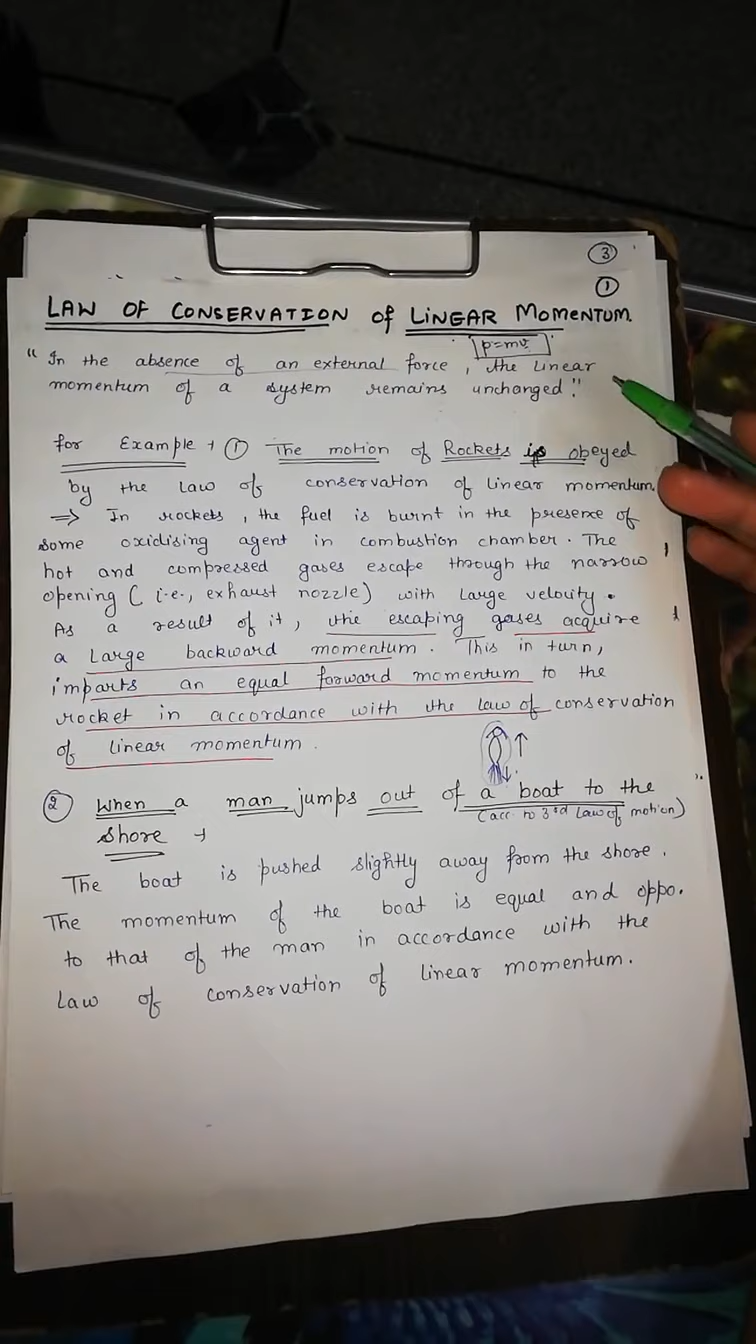 ③
①
LAW OF CONSERVATION OF LINEAR MOMENTUM.
p=mv
" In the absence of an external force, the Linear
momentum of a system remains unchanged."
for Example → ① The motion of Rockets is obeyed
by the Law of conservation of linear momentum.
⇒ In rockets, the fuel is burnt in the presence of
some oxidising agent in combustion chamber. The
hot and compressed gases escape through the narrow
opening (i.e., exhaust nozzle) with Large velocity.
As a result of it, the escaping gases acquire
a Large backward momentum. This in turn,
imparts an equal forward momentum to the
rocket in accordance with the Law of conservation
of linear momentum.
② When a man jumps out of a boat to the
(acc. to 3rd Law of motion)
shore →
The boat is pushed slightly away from the shore.
The momentum of the boat is equal and oppo.
to that of the man in accordance with the
Law of conservation of linear momentum.